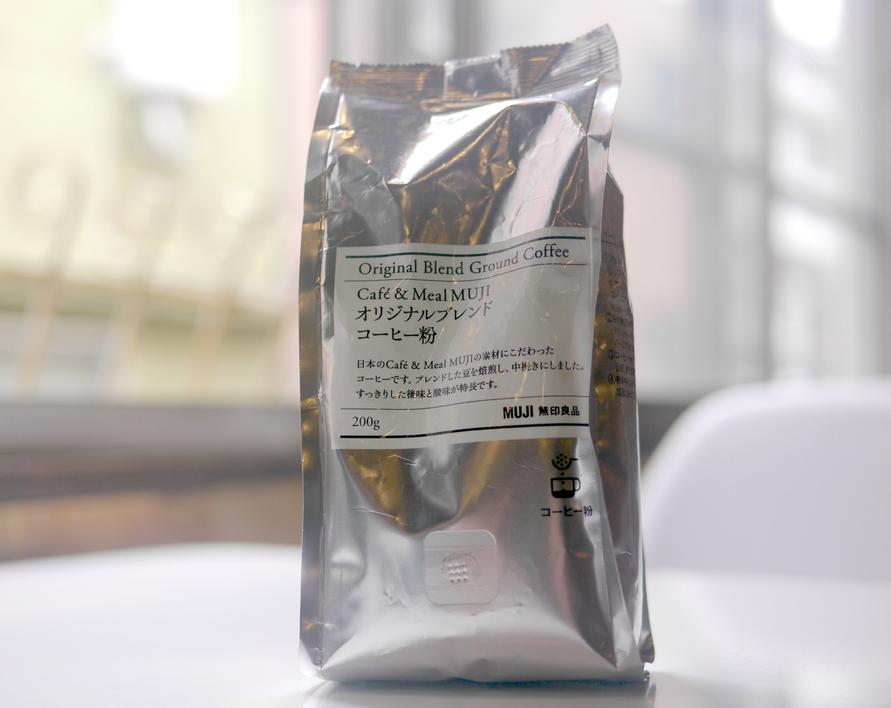 Original Blend Ground Coffee
Café & Meal MUJI
オリジナルブレンド
コーヒー粉
日本のCafé & Meal MUJIの素材にこだわった
コーヒーです。ブレンドした豆を焙煎し、中挽きにしました。
すっきりした後味と酸味が特長です。
200g
MUJI 無印良品
コーヒー粉